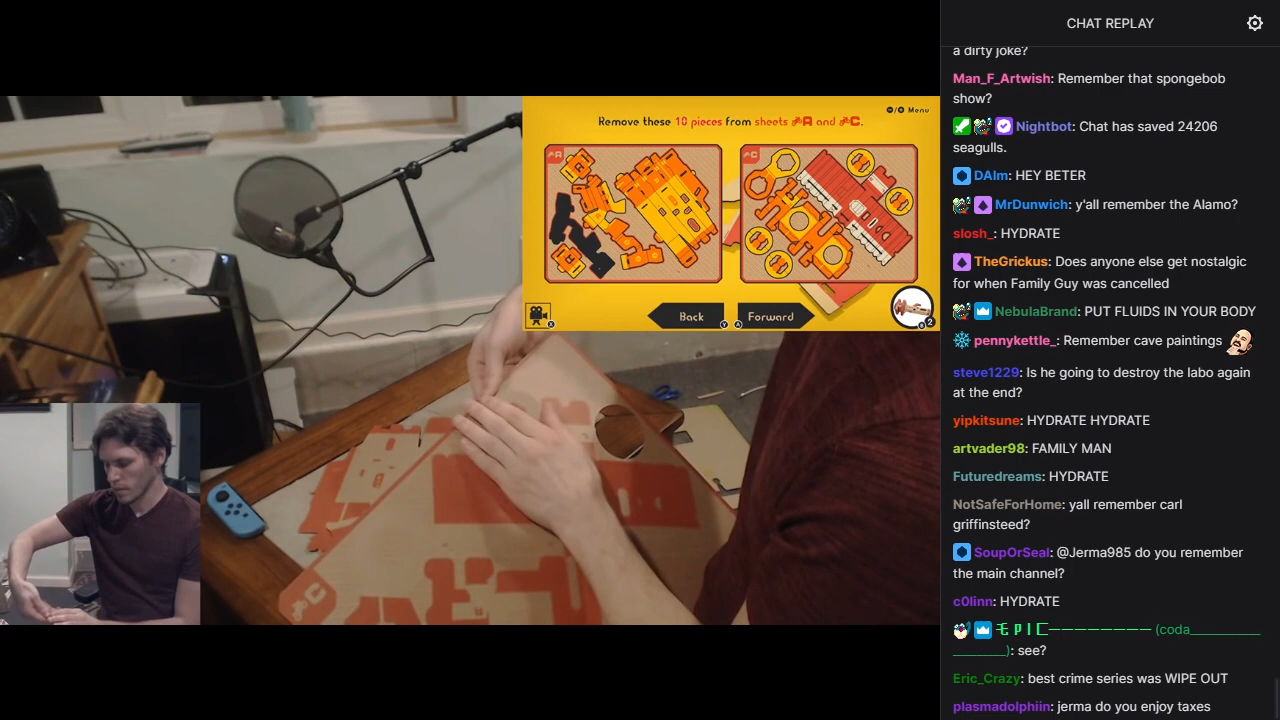 CHAT REPLAY
a dirty joke?
Man_F_Artwish: Remember that spongebob
show?
Nightbot: Chat has saved 24206
seagulls.
DAlm: HEY BETER
MrDunwich: y'all remember the Alamo?
slosh_: HYDRATE
TheGrickus: Does anyone else get nostalgic
for when Family Guy was cancelled
NebulaBrand: PUT FLUIDS IN YOUR BODY
pennykettle_: Remember cave paintings
steve1229: Is he going to destroy the labo again
at the end?
yipkitsune: HYDRATE HYDRATE
artvader98: FAMILY MAN
Futuredreams: HYDRATE
NotSafeForHome: yall remember carl
griffinsteed?
SoupOrSeal: @Jerma985 do you remember
the main channel?
c0linn: HYDRATE
(coda__________
_______): see?
Eric_Crazy: best crime series was WIPE OUT
plasmadolphiin: jerma do you enjoy taxes
Menu
Remove these 10 pieces from sheets A and C.
A
C
Back
Y
A
Forward
X
2
C